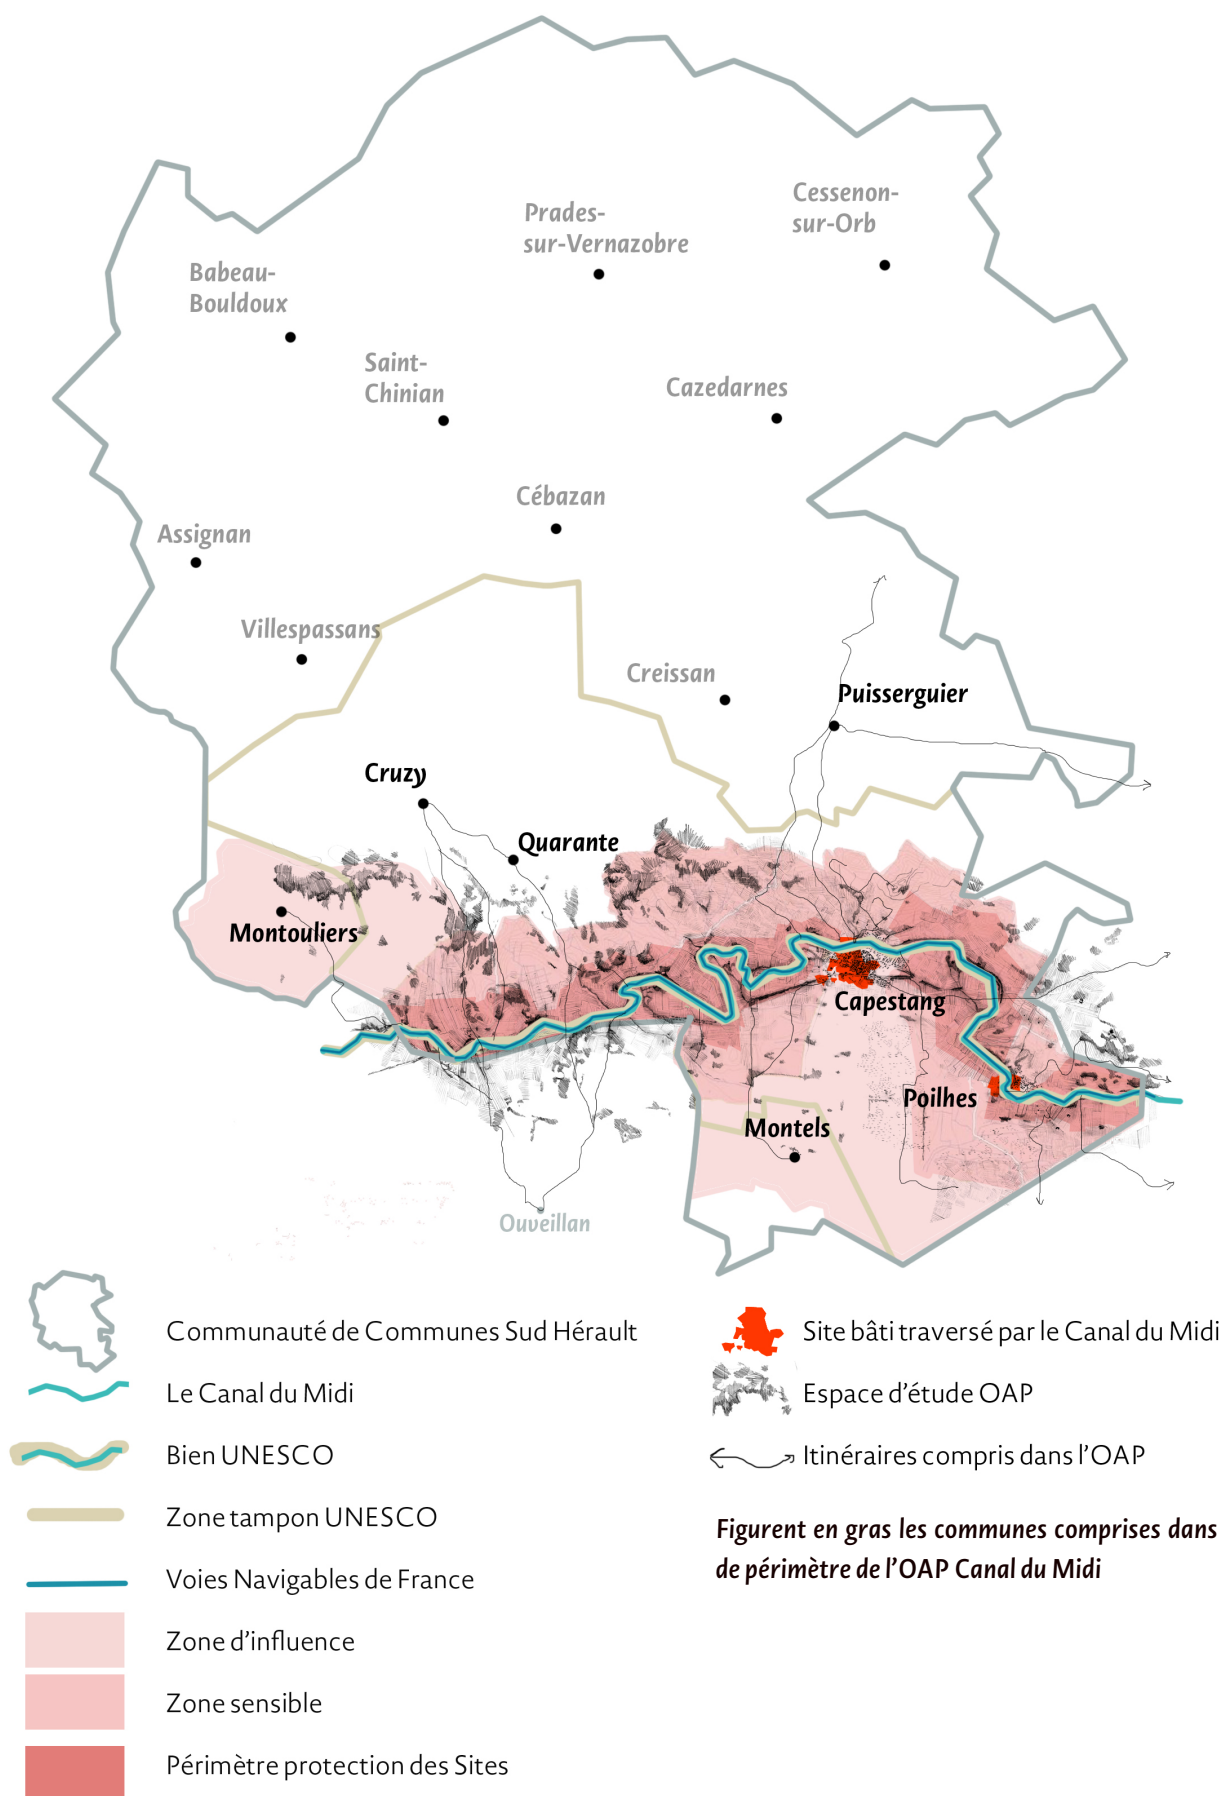 Cessenon-
sur-Orb
Prades-
sur-Vernazobre
Babeau-
Bouldoux
Saint-
Chinian
Cazedarnes
Cébazan
Assignan
Villespassans
Creissan
Puisserguier
Cruzy
Quarante
Montouliers
Capestang
Poilhes
Montels
Ouveillan
Communauté de Communes Sud Hérault
Le Canal du Midi
Bien UNESCO
Zone tampon UNESCO
Voies Navigables de France
Zone d'influence
Zone sensible
Périmètre protection des Sites
Site bâti traversé par le Canal du Midi
Espace d'étude OAP
Itinéraires compris dans l'OAP
Figurent en gras les communes comprises dans
de périmètre de l'OAP Canal du Midi